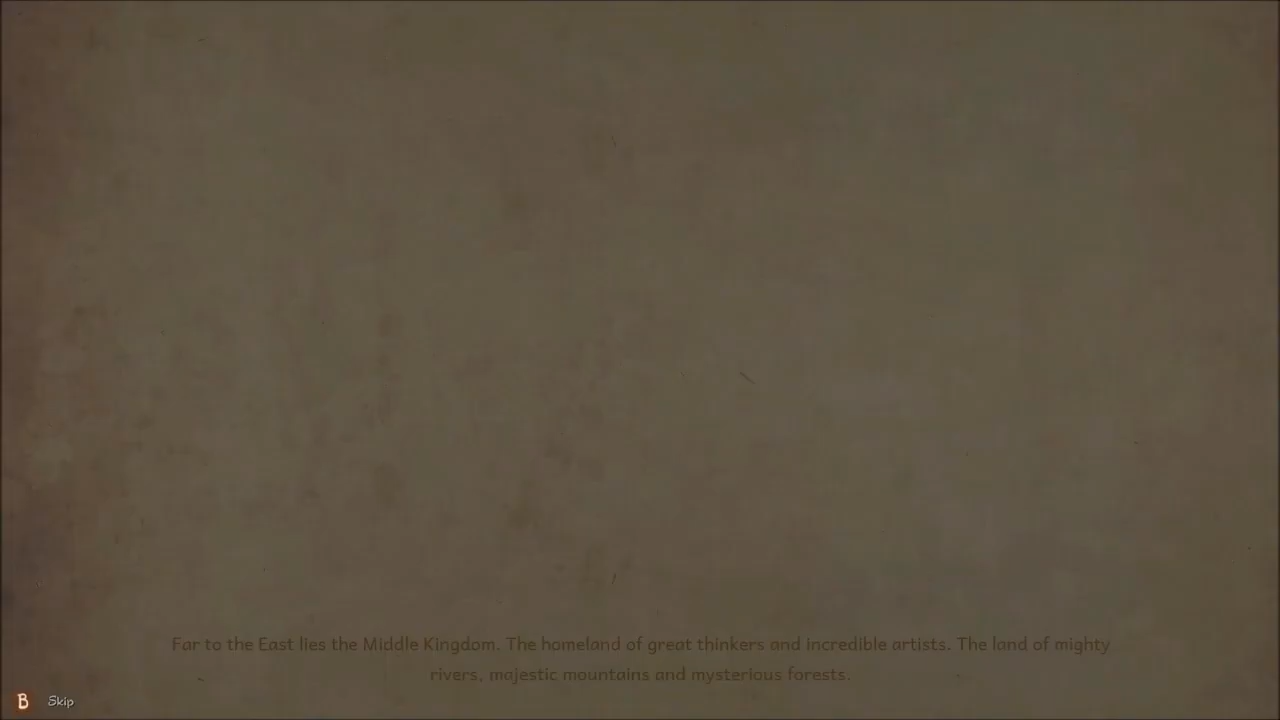 Far to the East lies the Middle Kingdom. The homeland of great thinkers and incredible artists. The land of mighty
rivers, majestic mountains and mysterious forests.
B Skip